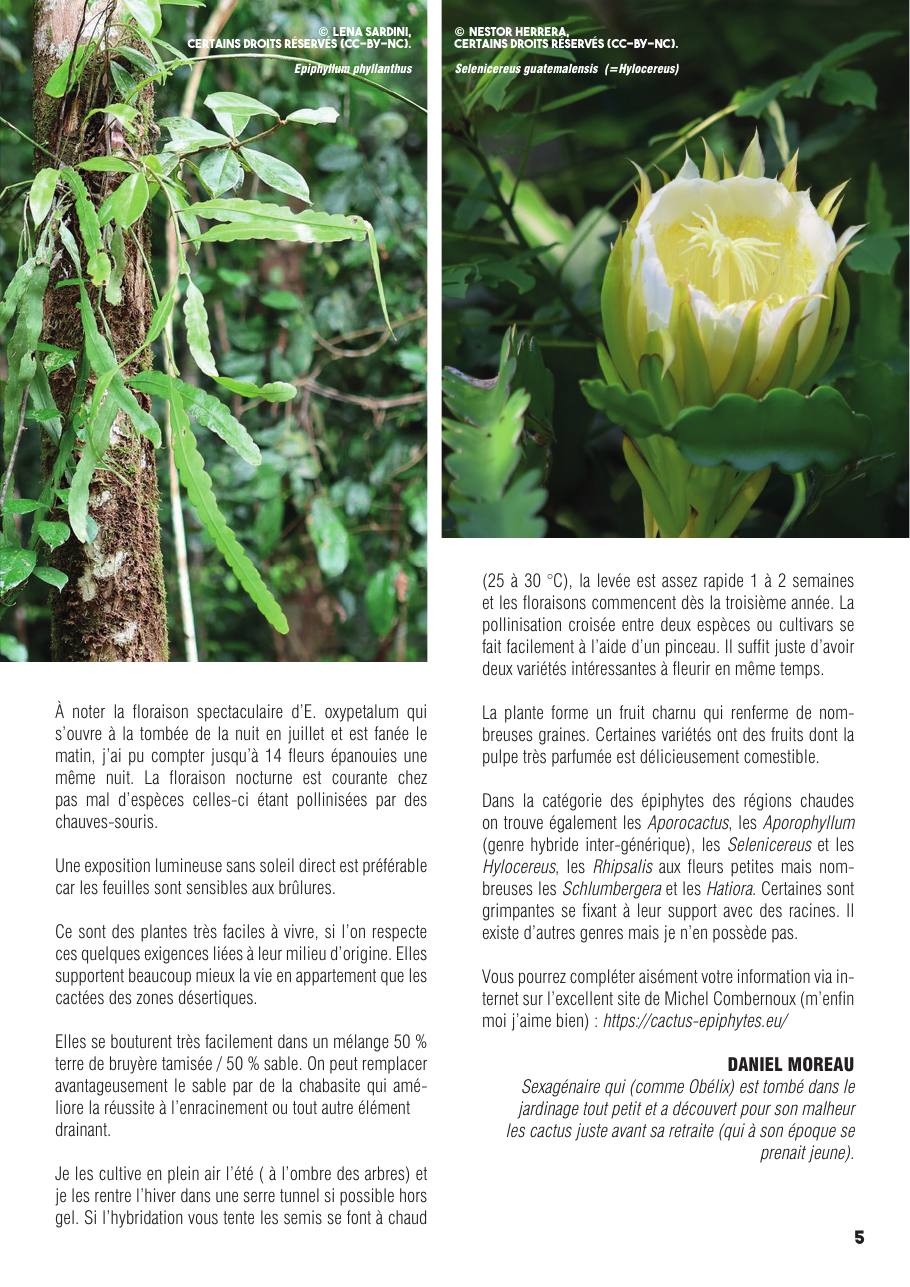 © LENA SARDINI,
CERTAINS DROITS RÉSERVÉS (CC-BY-NC).
Epiphyllum phyllanthus
© NESTOR HERRERA,
CERTAINS DROITS RÉSERVÉS (CC-BY-NC).
Selenicereus guatemalensis (=Hylocereus)
À noter la floraison spectaculaire d'E. oxypetalum qui
s'ouvre à la tombée de la nuit en juillet et est fanée le
matin, j'ai pu compter jusqu'à 14 fleurs épanouies une
même nuit. La floraison nocturne est courante chez
pas mal d'espèces celles-ci étant pollinisées par des
chauves-souris.
Une exposition lumineuse sans soleil direct est préférable
car les feuilles sont sensibles aux brûlures.
Ce sont des plantes très faciles à vivre, si l'on respecte
ces quelques exigences liées à leur milieu d'origine. Elles
supportent beaucoup mieux la vie en appartement que les
cactées des zones désertiques.
Elles se bouturent très facilement dans un mélange 50 %
terre de bruyère tamisée / 50 % sable. On peut remplacer
avantageusement le sable par de la chabasite qui amé-
liore la réussite à l'enracinement ou tout autre élément
drainant.
Je les cultive en plein air l'été ( à l'ombre des arbres) et
je les rentre l'hiver dans une serre tunnel si possible hors
gel. Si l'hybridation vous tente les semis se font à chaud
(25 à 30 °C), la levée est assez rapide 1 à 2 semaines
et les floraisons commencent dès la troisième année. La
pollinisation croisée entre deux espèces ou cultivars se
fait facilement à l'aide d'un pinceau. Il suffit juste d'avoir
deux variétés intéressantes à fleurir en même temps.
La plante forme un fruit charnu qui renferme de nom-
breuses graines. Certaines variétés ont des fruits dont la
pulpe très parfumée est délicieusement comestible.
Dans la catégorie des épiphytes des régions chaudes
on trouve également les Aporocactus, les Aporophyllum
(genre hybride inter-générique), les Selenicereus et les
Hylocereus, les Rhipsalis aux fleurs petites mais nom-
breuses les Schlumbergera et les Hatiora. Certaines sont
grimpantes se fixant à leur support avec des racines. Il
existe d'autres genres mais je n'en possède pas.
Vous pourrez compléter aisément votre information via in-
ternet sur l'excellent site de Michel Combernoux (m'enfin
moi j'aime bien) : https://cactus-epiphytes.eu/
DANIEL MOREAU
Sexagénaire qui (comme Obélix) est tombé dans le
jardinage tout petit et a découvert pour son malheur
les cactus juste avant sa retraite (qui à son époque se
prenait jeune).
5